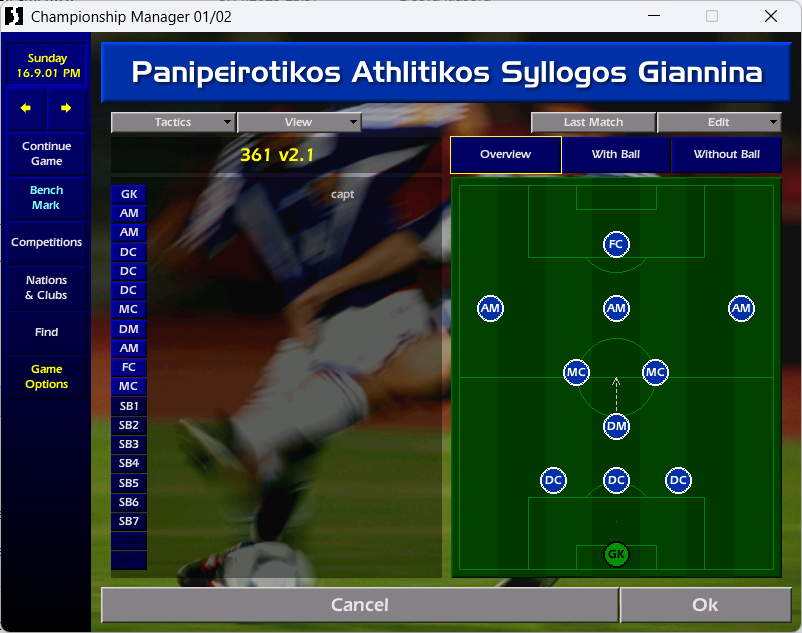 Championship Manager 01/02
Sunday
16.9.01 PM
Continue
Game
Bench
Mark
Competitions
Nations
& Clubs
Find
Game
Options
Panipeirotikos Athlitikos Syllogos Giannina
Tactics
View
Last Match
Edit
361 v2.1
Overview
With Ball
Without Ball
GK
capt
AM
AM
DC
DC
DC
MC
DM
AM
FC
MC
SB1
SB2
SB3
SB4
SB5
SB6
SB7
FC
AM
AM
AM
MC
MC
DM
DC
DC
DC
GK
Cancel
Ok